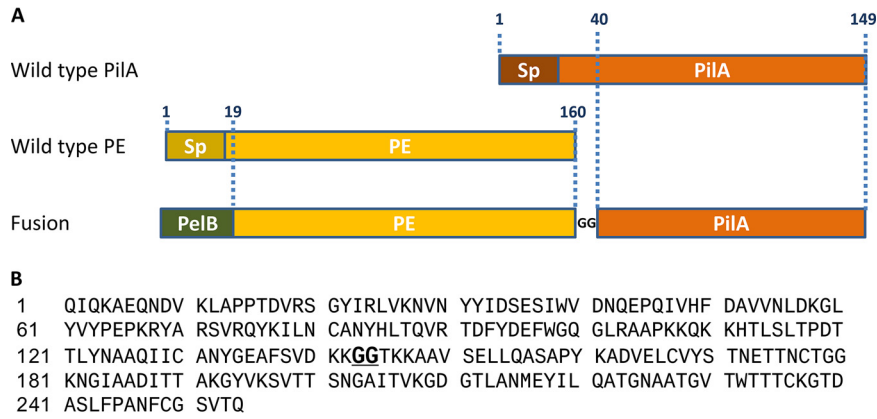 A
1 40 149
Wild type PilA Sp PilA
1 19 160
Wild type PE Sp PE
Fusion PelB PE GG PilA
B
1 QIQKAEQNDV KLAPPTDVRS GYIRLVKNVN YYIDSESIWV DNQEPQIVHF DAVVNLDKGL
61 YVYPEPKRYA RSVRQYKILN CANYHLTQVR TDFYDEFWGQ GLRAAPKKQK KHTLSLTPDT
121 TLYNAAQIIC ANYGEAFSVD KKGGTKKAAV SELLQASAPY KADVELCVYS TNETTNCTGG
181 KNGIAADITT AKGYVKSVTT SNGAITVKGD GTLANMEYIL QATGNAATGV TWTTTCKGTD
241 ASLFPANFCG SVTQ